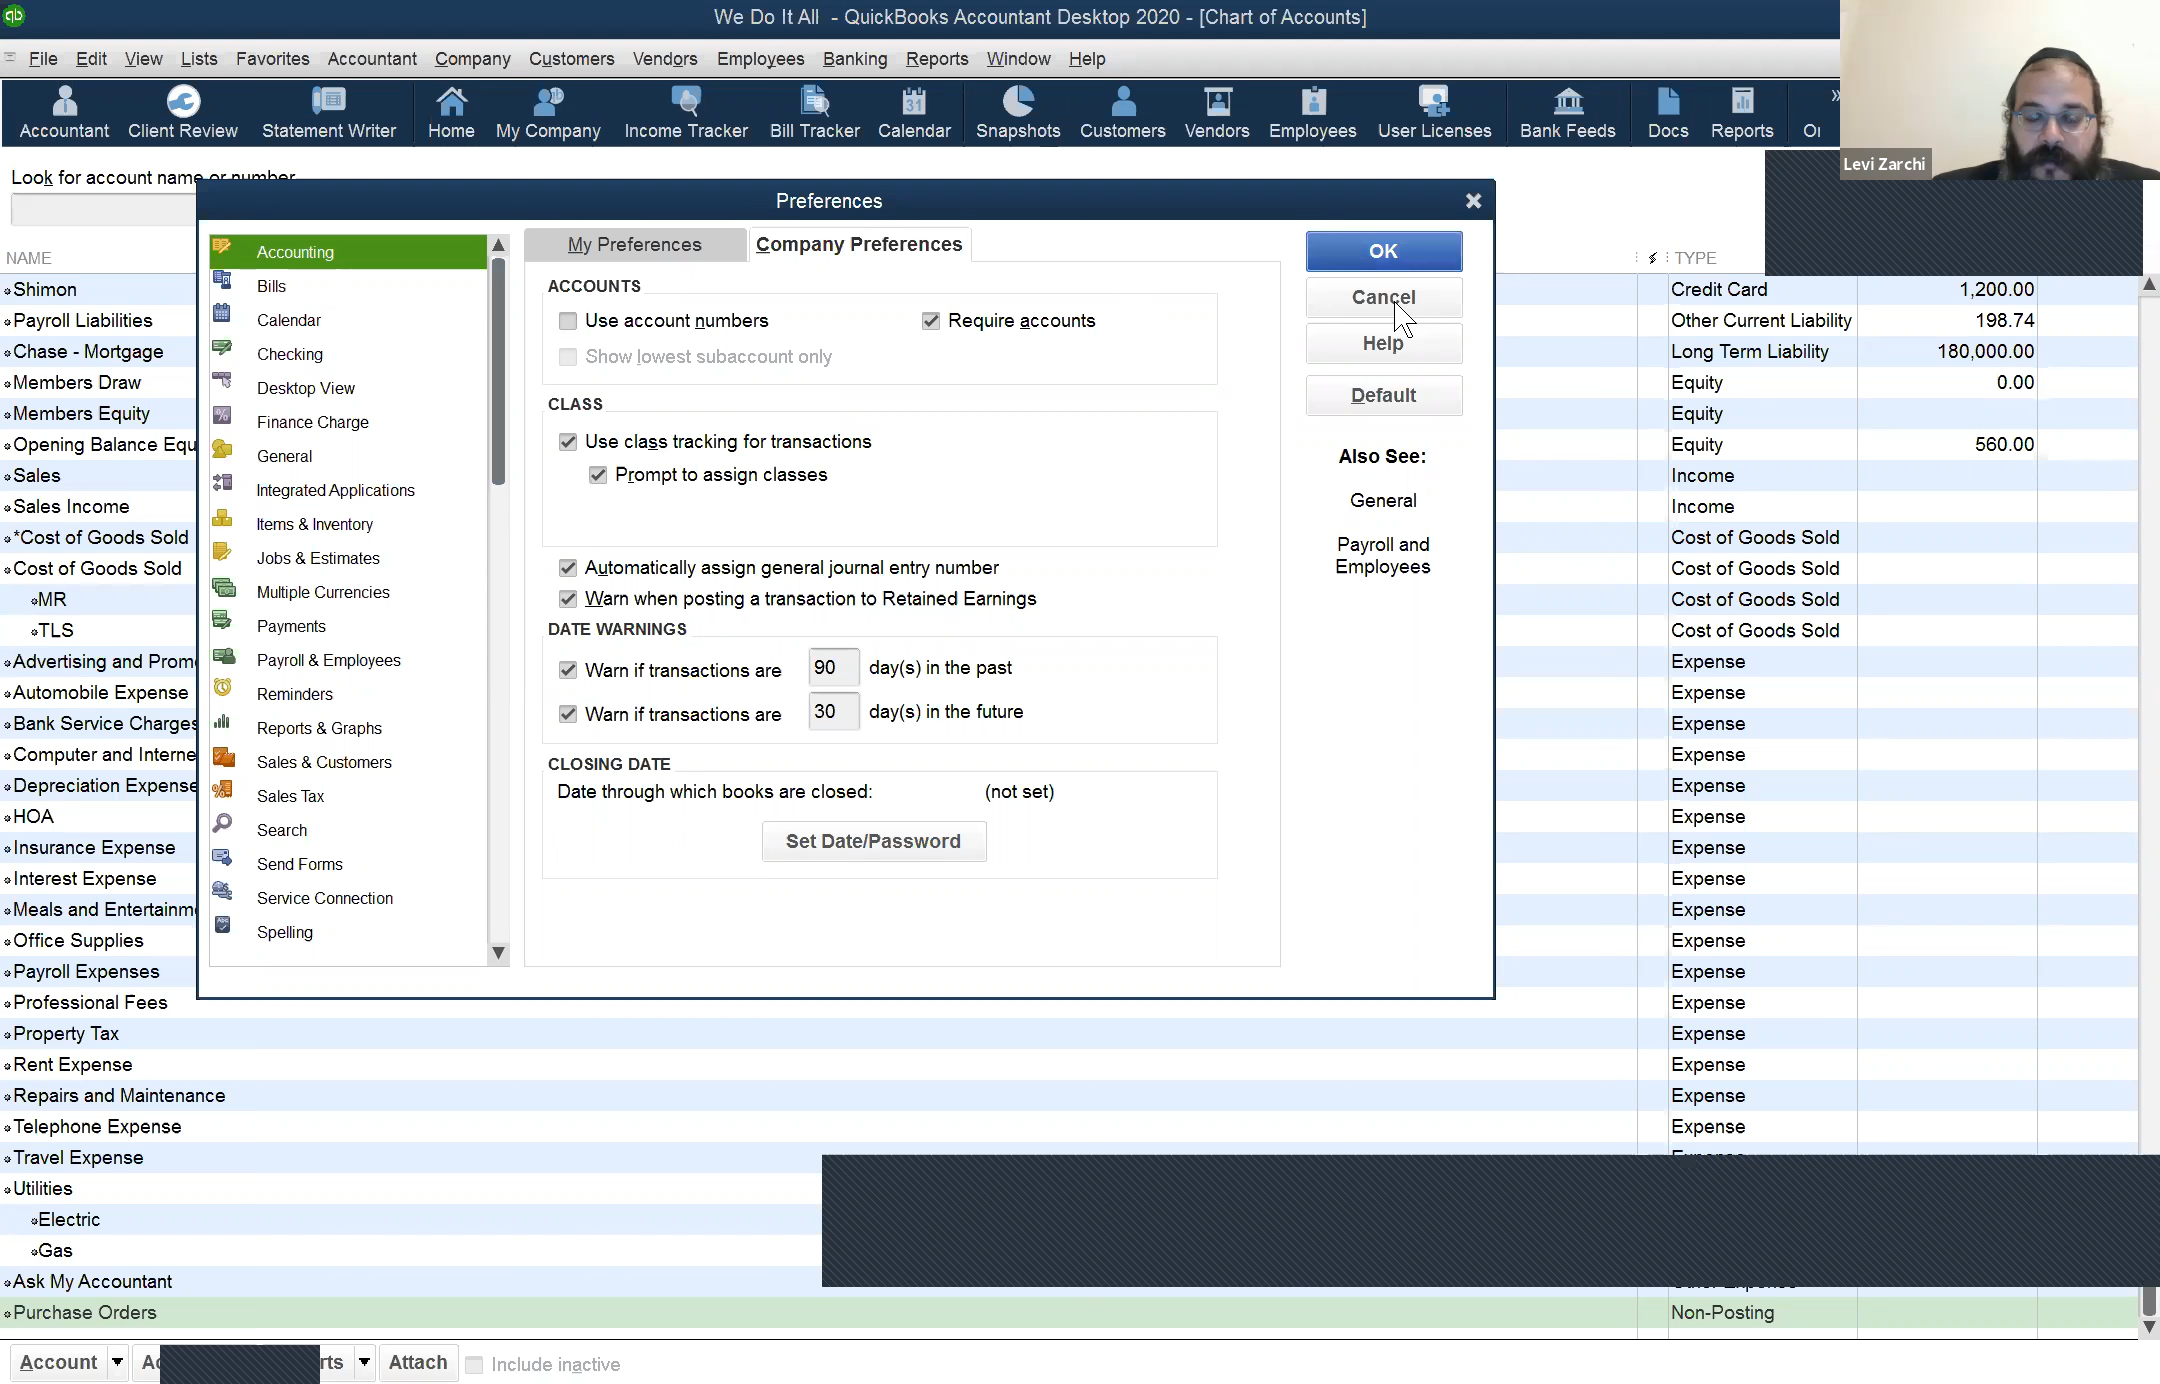 qb
We Do It All - QuickBooks Accountant Desktop 2020 - [Chart of Accounts]
File Edit View Lists Favorites Accountant Company Customers Vendors Employees Banking Reports Window Help
Accountant Client Review Statement Writer Home My Company Income Tracker Bill Tracker 31 Calendar Snapshots Customers Vendors Employees User Licenses Bank Feeds Docs Reports
Levi Zarchi
Look for account name or number
Preferences
NAME
TYPE
Shimon Credit Card 1,200.00
Payroll Liabilities Other Current Liability 198.74
Chase - Mortgage Long Term Liability 180,000.00
Members Draw Equity 0.00
Members Equity Equity
Opening Balance Equ Equity 560.00
Sales Income
Sales Income Income
*Cost of Goods Sold Cost of Goods Sold
Cost of Goods Sold Cost of Goods Sold
MR Cost of Goods Sold
TLS Cost of Goods Sold
Advertising and Prom Expense
Automobile Expense Expense
Bank Service Charges Expense
Computer and Interne Expense
Depreciation Expense Expense
HOA Expense
Insurance Expense Expense
Interest Expense Expense
Meals and Entertainm Expense
Office Supplies Expense
Payroll Expenses Expense
Professional Fees Expense
Property Tax Expense
Rent Expense Expense
Repairs and Maintenance Expense
Telephone Expense Expense
Travel Expense
Utilities
Electric
Gas
Ask My Accountant
Purchase Orders Non-Posting
Accounting
Bills
Calendar
Checking
Desktop View
Finance Charge
General
Integrated Applications
Items & Inventory
Jobs & Estimates
Multiple Currencies
Payments
Payroll & Employees
Reminders
Reports & Graphs
Sales & Customers
Sales Tax
Search
Send Forms
Service Connection
Spelling
My Preferences Company Preferences
ACCOUNTS
Use account numbers Require accounts
Show lowest subaccount only
CLASS
Use class tracking for transactions
Prompt to assign classes
Automatically assign general journal entry number
Warn when posting a transaction to Retained Earnings
DATE WARNINGS
Warn if transactions are 90 day(s) in the past
Warn if transactions are 30 day(s) in the future
CLOSING DATE
Date through which books are closed: (not set)
Set Date/Password
OK
Cancel
Help
Default
Also See:
General
Payroll and
Employees
Account rts Attach Include inactive